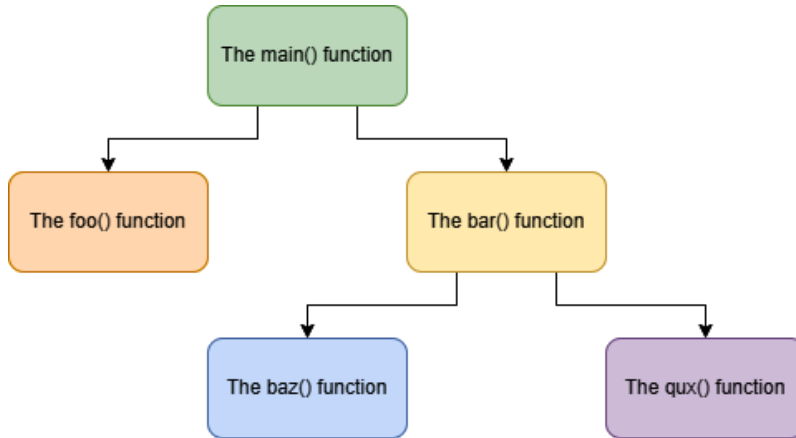 The main() function
The foo() function
The bar() function
The baz() function
The qux() function